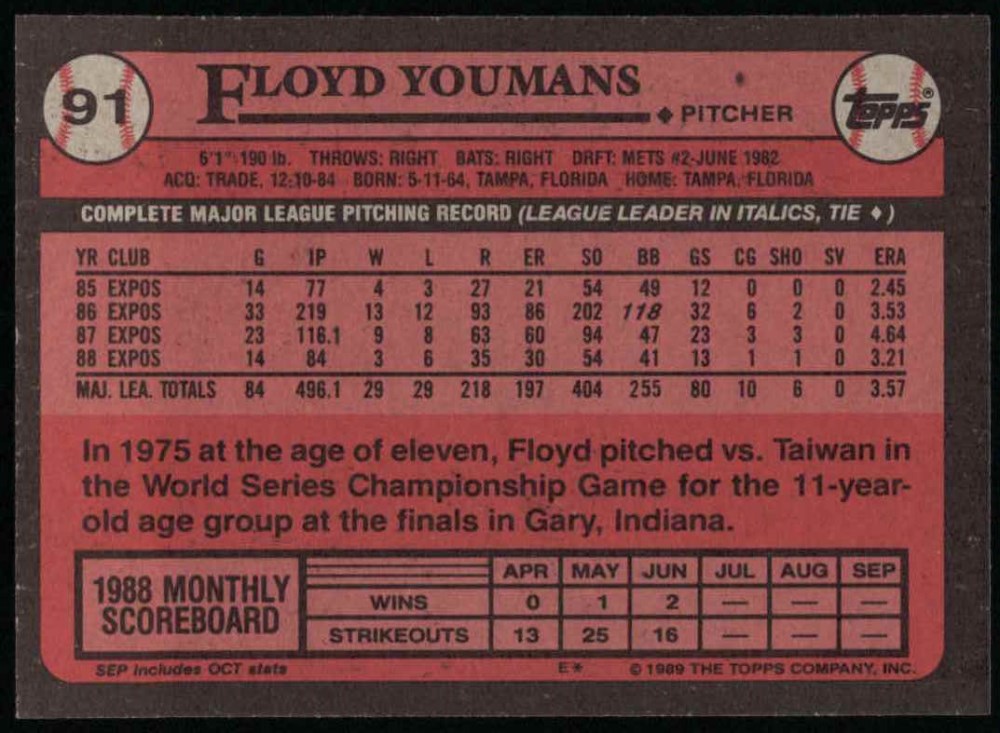 91
FLOYD YOUMANS
♦ PITCHER
TOPPS®
6'1" 190 lb. THROWS: RIGHT BATS: RIGHT DRFT: METS #2-JUNE 1982
ACQ: TRADE, 12-10-84 BORN: 5-11-64, TAMPA, FLORIDA HOME: TAMPA, FLORIDA
COMPLETE MAJOR LEAGUE PITCHING RECORD (LEAGUE LEADER IN ITALICS, TIE ♦)
YR CLUB G IP W L R ER SO BB GS CG SHO SV ERA
85 EXPOS 14 77 4 3 27 21 54 49 12 0 0 0 2.45
86 EXPOS 33 219 13 12 93 86 202 118 32 6 2 0 3.53
87 EXPOS 23 116.1 9 8 63 60 94 47 23 3 3 0 4.64
88 EXPOS 14 84 3 6 35 30 54 41 13 1 1 0 3.21
MAJ. LEA. TOTALS 84 496.1 29 29 218 197 404 255 80 10 6 0 3.57
In 1975 at the age of eleven, Floyd pitched vs. Taiwan in
the World Series Championship Game for the 11-year-
old age group at the finals in Gary, Indiana.
1988 MONTHLY
SCOREBOARD
APR MAY JUN JUL AUG SEP
WINS 0 1 2 — — —
STRIKEOUTS 13 25 16 — — —
SEP includes OCT stats E* © 1989 THE TOPPS COMPANY, INC.